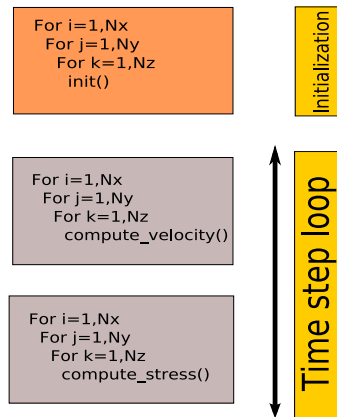 For i=1,Nx
For j=1,Ny
For k=1,Nz
init()
Initialization
For i=1,Nx
For j=1,Ny
For k=1,Nz
compute_velocity()
Time step loop
For i=1,Nx
For j=1,Ny
For k=1,Nz
compute_stress()